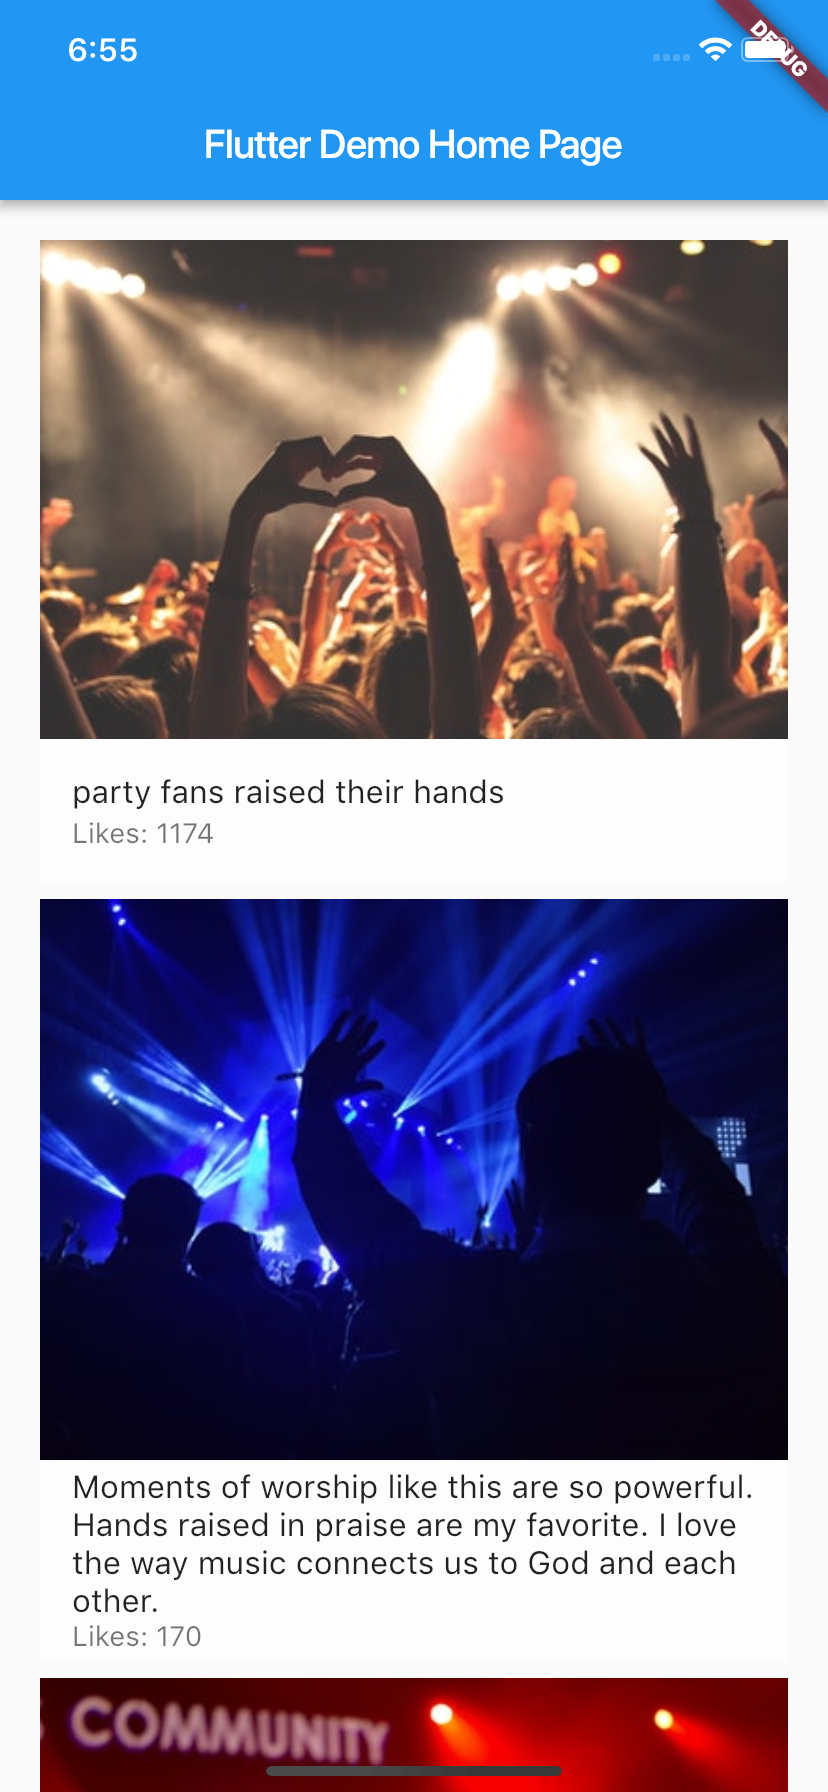 6:55
DEBUG
Flutter Demo Home Page
party fans raised their hands
Likes: 1174
Moments of worship like this are so powerful.
Hands raised in praise are my favorite. I love
the way music connects us to God and each
other.
Likes: 170
COMMUNITY